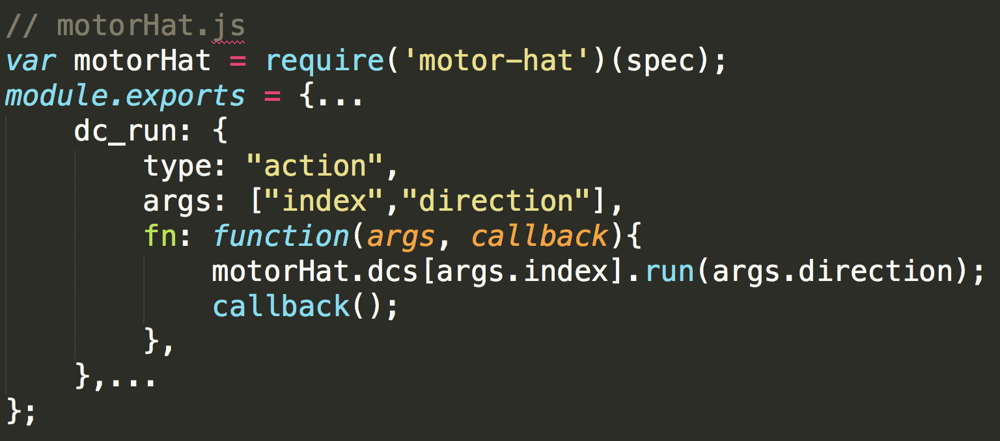 // motorHat.js
var motorHat = require('motor-hat')(spec);
module.exports = {...
dc_run: {
type: "action",
args: ["index","direction"],
fn: function(args, callback){
motorHat.dcs[args.index].run(args.direction);
callback();
},
},...
};